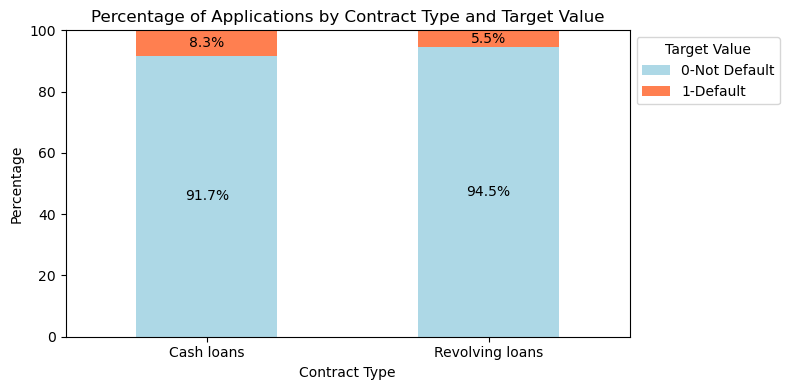 Percentage of Applications by Contract Type and Target Value
100
80
60
40
20
0
Percentage
8.3%
5.5%
91.7%
94.5%
Cash loans
Revolving loans
Contract Type
Target Value
0-Not Default
1-Default